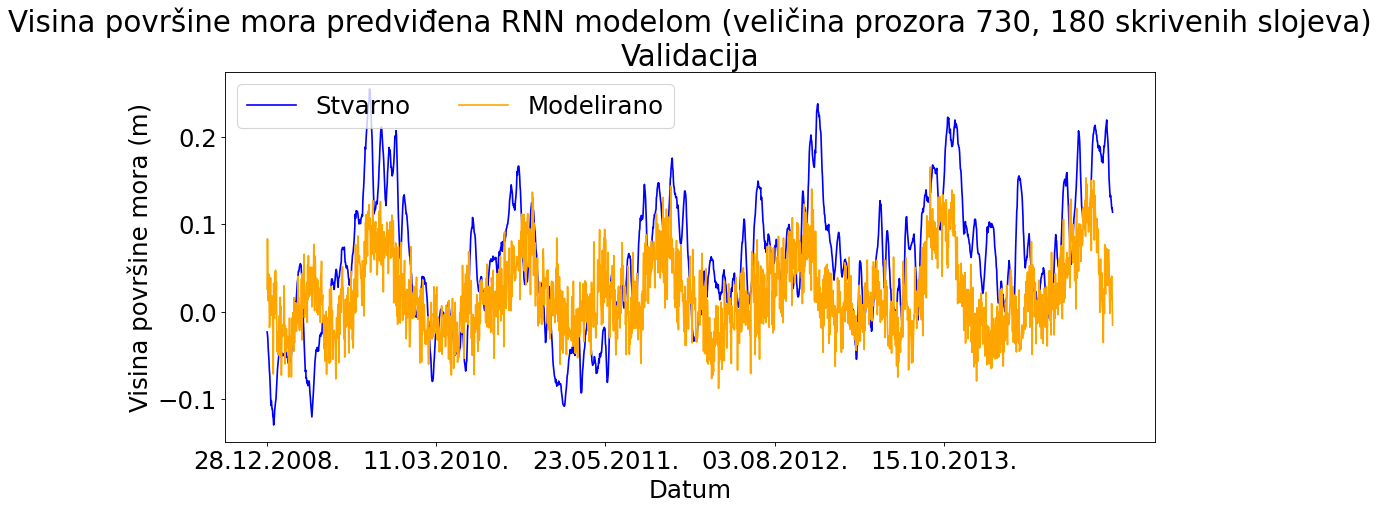 Visina površine mora predviđena RNN modelom (veličina prozora 730, 180 skrivenih slojeva)
Validacija
Stvarno Modelirano
Visina površine mora (m)
0.2
0.1
0.0
−0.1
28.12.2008. 11.03.2010. 23.05.2011. 03.08.2012. 15.10.2013.
Datum